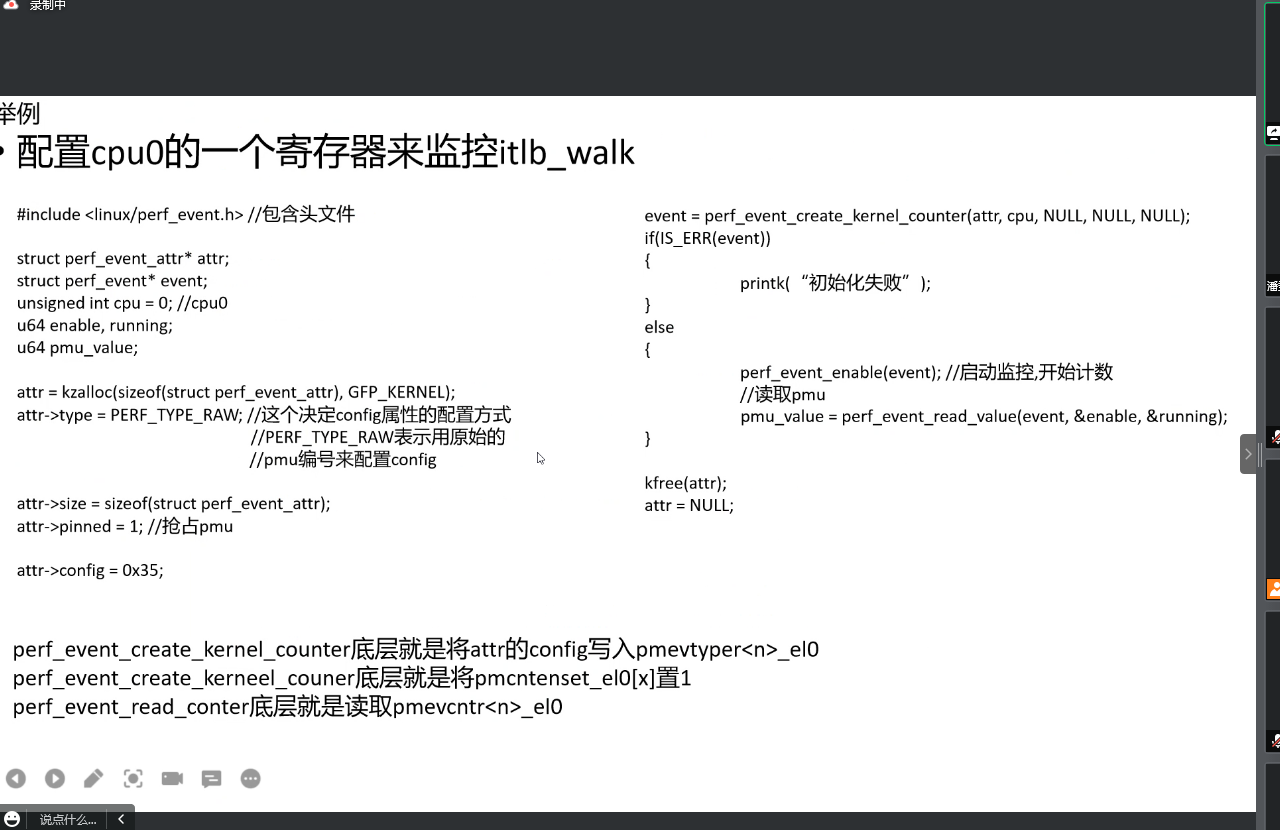 录制中
举例
• 配置cpu0的一个寄存器来监控itlb_walk
#include <linux/perf_event.h> //包含头文件
struct perf_event_attr* attr;
struct perf_event* event;
unsigned int cpu = 0; //cpu0
u64 enable, running;
u64 pmu_value;
attr = kzalloc(sizeof(struct perf_event_attr), GFP_KERNEL);
attr->type = PERF_TYPE_RAW; //这个决定config属性的配置方式
//PERF_TYPE_RAW表示用原始的
//pmu编号来配置config
attr->size = sizeof(struct perf_event_attr);
attr->pinned = 1; //抢占pmu
attr->config = 0x35;
event = perf_event_create_kernel_counter(attr, cpu, NULL, NULL, NULL);
if(IS_ERR(event))
{
printk(“初始化失败”);
}
else
{
perf_event_enable(event); //启动监控,开始计数
//读取pmu
pmu_value = perf_event_read_value(event, &enable, &running);
}
kfree(attr);
attr = NULL;
perf_event_create_kernel_counter底层就是将attr的config写入pmevtyper<n>_el0
perf_event_create_kerneel_couner底层就是将pmcntenset_el0[x]置1
perf_event_read_conter底层就是读取pmevcntr<n>_el0
说点什么...